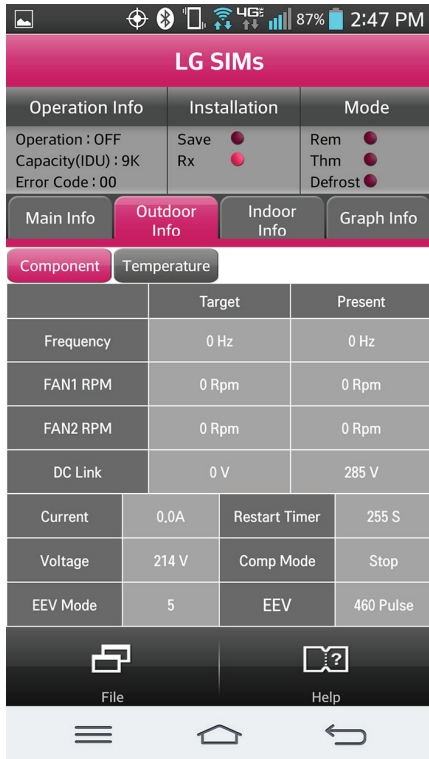 4GE 87% 2:47 PM
LG SIMs
Operation Info Installation Mode
Operation : OFF Save Rem
Capacity(IDU) : 9K Rx Thm
Error Code : 00 Defrost
Main Info Outdoor Info Indoor Info Graph Info
Component Temperature
Target Present
Frequency 0 Hz 0 Hz
FAN1 RPM 0 Rpm 0 Rpm
FAN2 RPM 0 Rpm 0 Rpm
DC Link 0 V 285 V
Current 0.0A Restart Timer 255 S
Voltage 214 V Comp Mode Stop
EEV Mode 5 EEV 460 Pulse
?
File Help